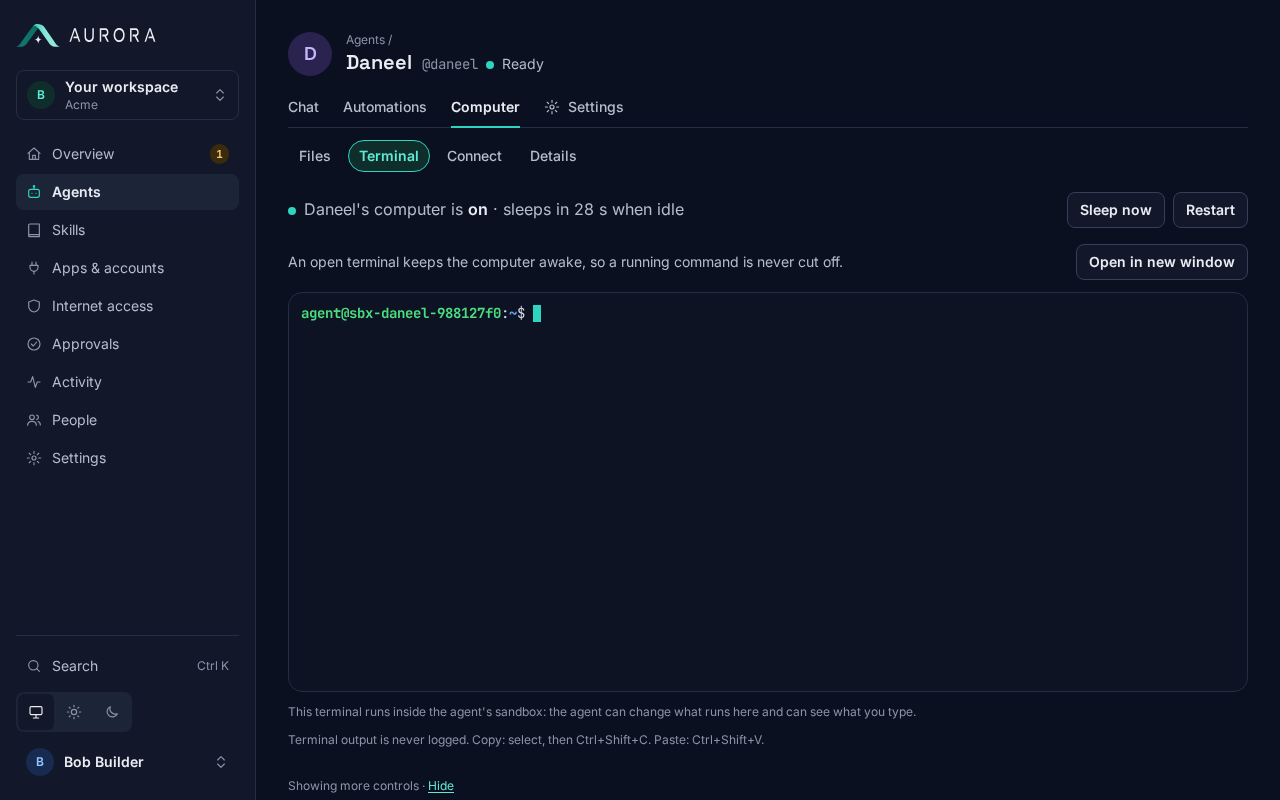 AURORA
B
Your workspace
Acme
Overview
1
Agents
Skills
Apps & accounts
Internet access
Approvals
Activity
People
Settings
Search
Ctrl K
B
Bob Builder
D
Agents /
Daneel @daneel Ready
Chat Automations Computer Settings
Files Terminal Connect Details
Daneel's computer is on · sleeps in 28 s when idle
Sleep now Restart
An open terminal keeps the computer awake, so a running command is never cut off.
Open in new window
agent@sbx-daneel-988127f0:~$
This terminal runs inside the agent's sandbox: the agent can change what runs here and can see what you type.
Terminal output is never logged. Copy: select, then Ctrl+Shift+C. Paste: Ctrl+Shift+V.
Showing more controls · Hide